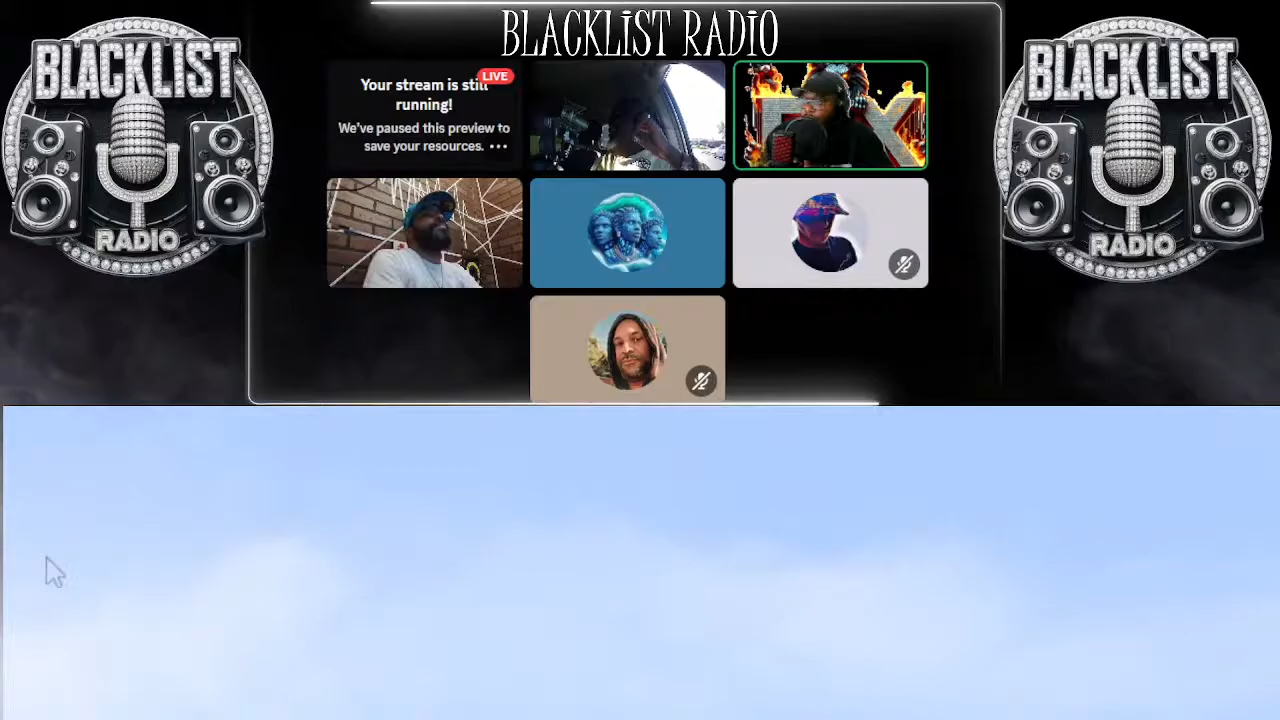 BLACKLIST RADIO
BLACKLIST
RADIO
LIVE
Your stream is still
running!
We've paused this preview to
save your resources.
BLACKLIST
RADIO